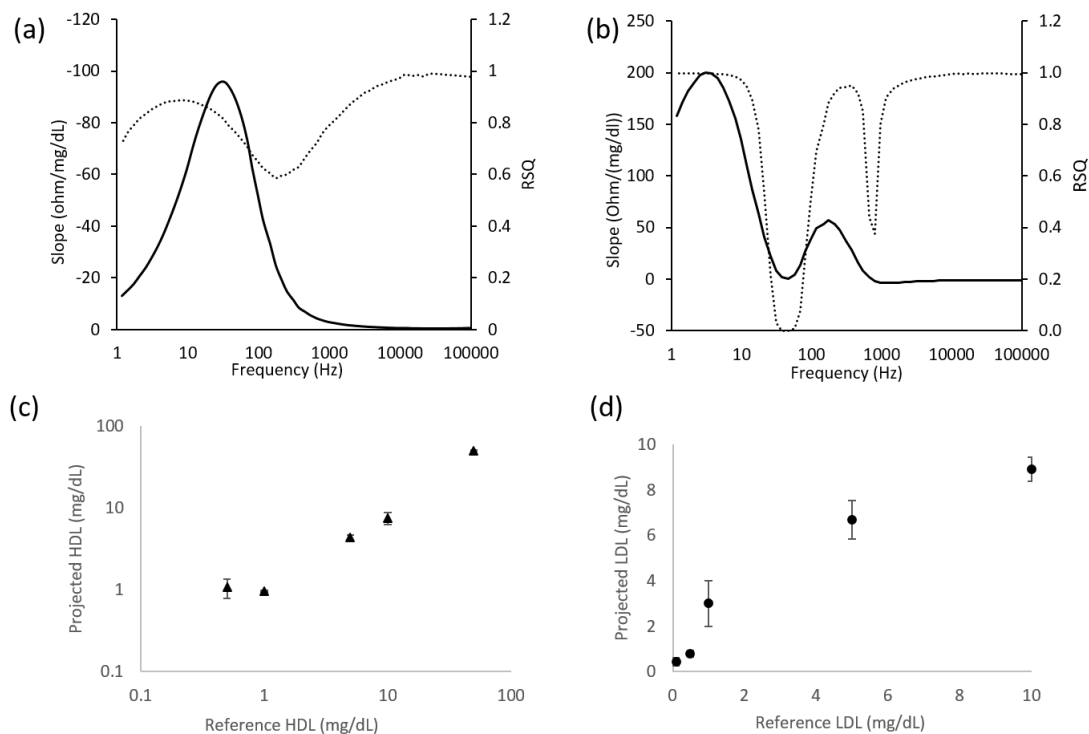 (a)
-120
-100
-80
-60
-40
-20
0
Slope (ohm/mg/dL)
1.2
1
0.8
0.6
0.4
0.2
0
RSQ
1 10 100 1000 10000 100000
Frequency (Hz)
(b)
250
200
150
100
50
0
-50
Slope (Ohm/(mg/dl))
1.2
1.0
0.8
0.6
0.4
0.2
0.0
RSQ
1 10 100 1000 10000 100000
Frequency (Hz)
(c)
100
10
1
0.1
Projected HDL (mg/dL)
0.1 1 10 100
Reference HDL (mg/dL)
(d)
10
8
6
4
2
0
Projected LDL (mg/dL)
0 2 4 6 8 10
Reference LDL (mg/dL)